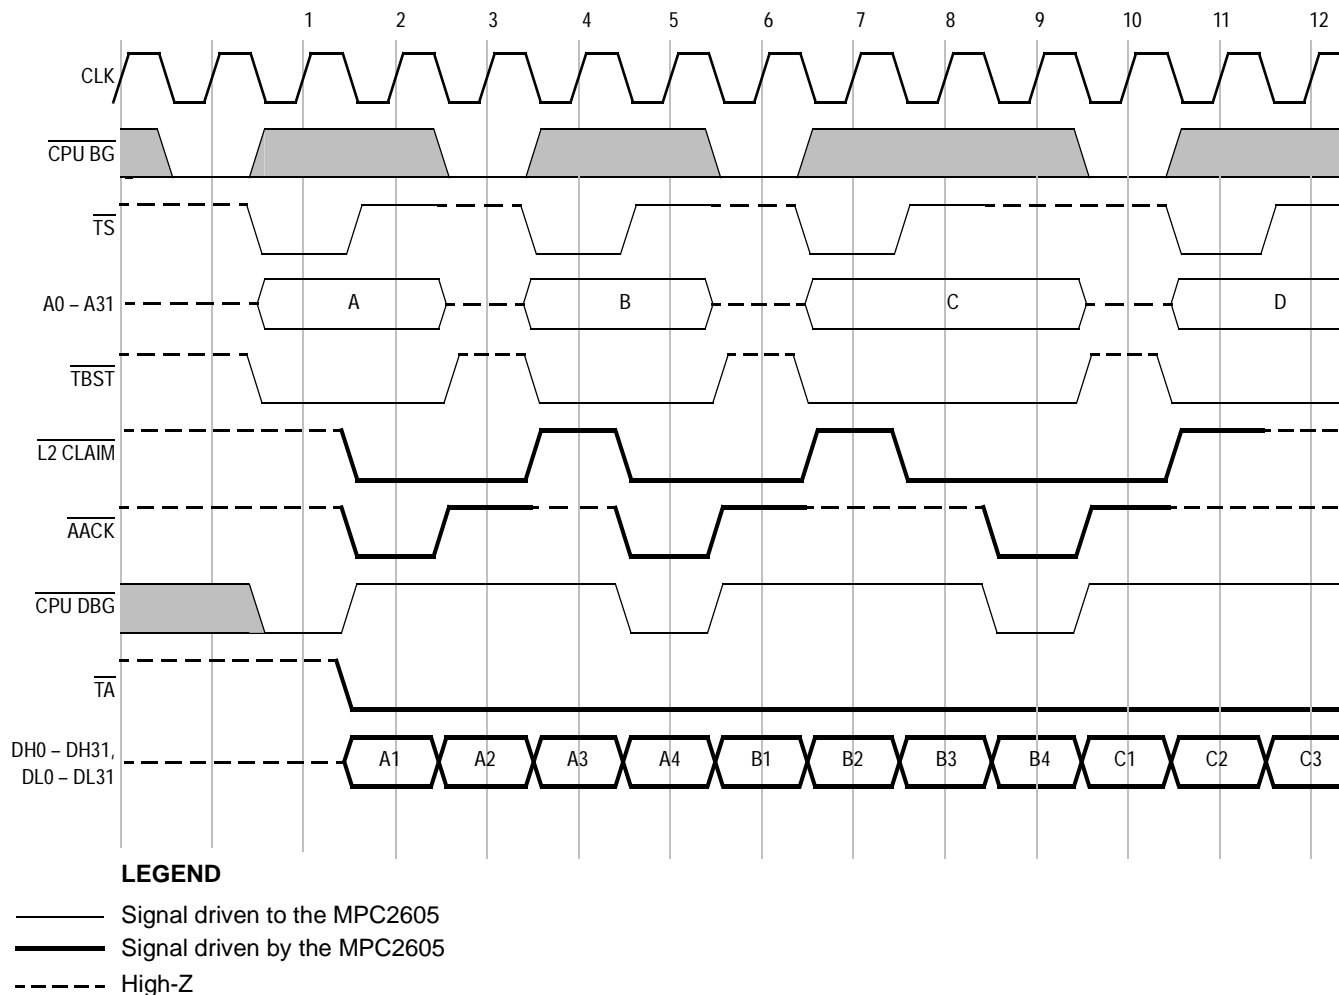 1 2 3 4 5 6 7 8 9 10 11 12
CLK
CPU BG
TS
A0 – A31 A B C D
TBST
L2 CLAIM
AACK
CPU DBG
TA
DH0 – DH31,
DL0 – DL31
A1 A2 A3 A4 B1 B2 B3 B4 C1 C2 C3
LEGEND
Signal driven to the MPC2605
Signal driven by the MPC2605
High-Z